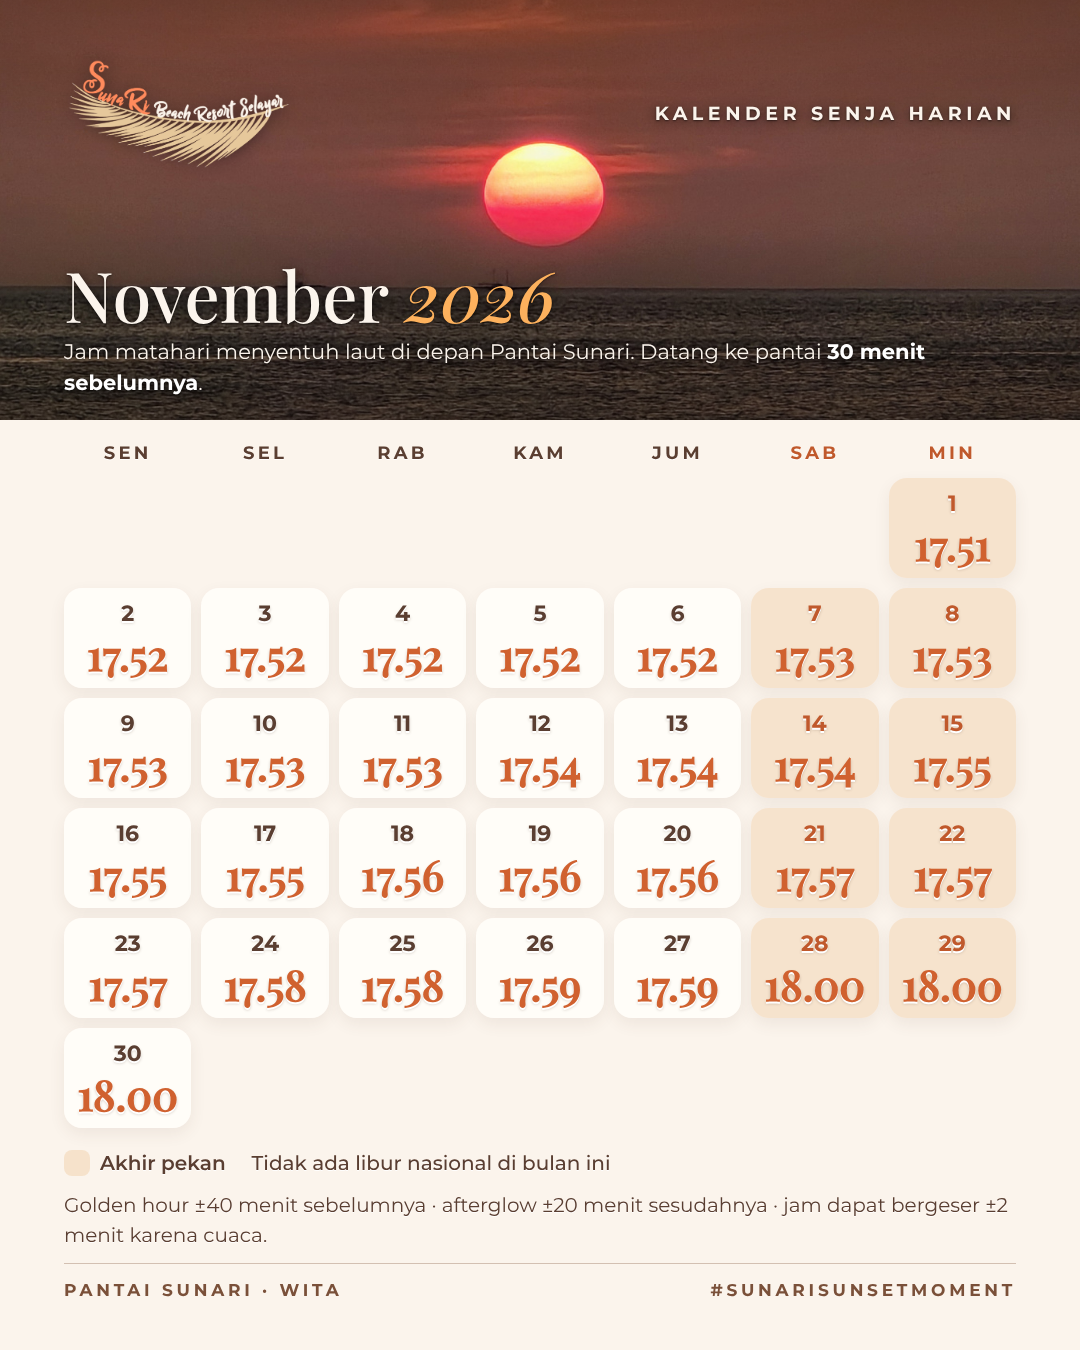 SunaRi Beach Resort Selayar
KALENDER SENJA HARIAN
November 2026
Jam matahari menyentuh laut di depan Pantai Sunari. Datang ke pantai 30 menit
sebelumnya.
SEN SEL RAB KAM JUM SAB MIN
1
17.51
2 3 4 5 6 7 8
17.52 17.52 17.52 17.52 17.52 17.53 17.53
9 10 11 12 13 14 15
17.53 17.53 17.53 17.54 17.54 17.54 17.55
16 17 18 19 20 21 22
17.55 17.55 17.56 17.56 17.56 17.57 17.57
23 24 25 26 27 28 29
17.57 17.58 17.58 17.59 17.59 18.00 18.00
30
18.00
Akhir pekan Tidak ada libur nasional di bulan ini
Golden hour ±40 menit sebelumnya · afterglow ±20 menit sesudahnya · jam dapat bergeser ±2
menit karena cuaca.
PANTAI SUNARI · WITA #SUNARISUNSETMOMENT